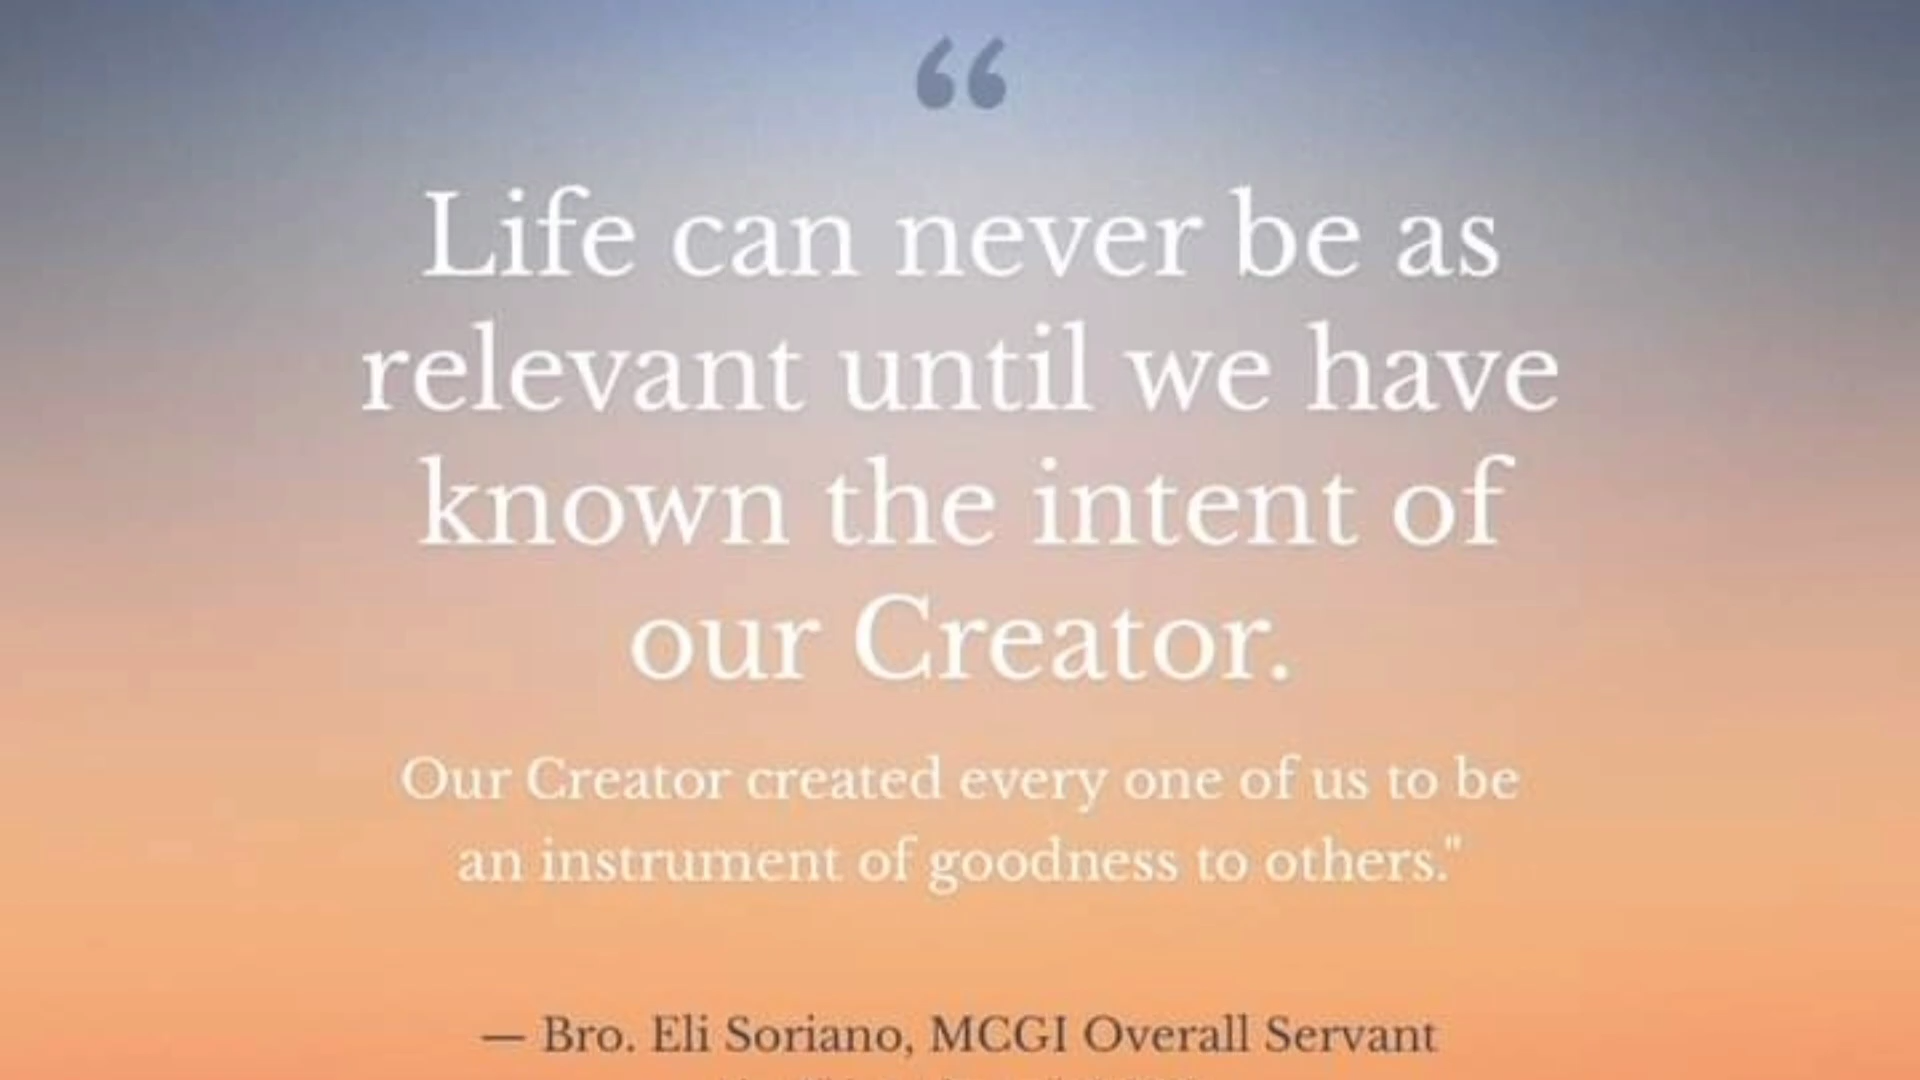 “
Life can never be as
relevant until we have
known the intent of
our Creator.
Our Creator created every one of us to be
an instrument of goodness to others."
— Bro. Eli Soriano, MCGI Overall Servant